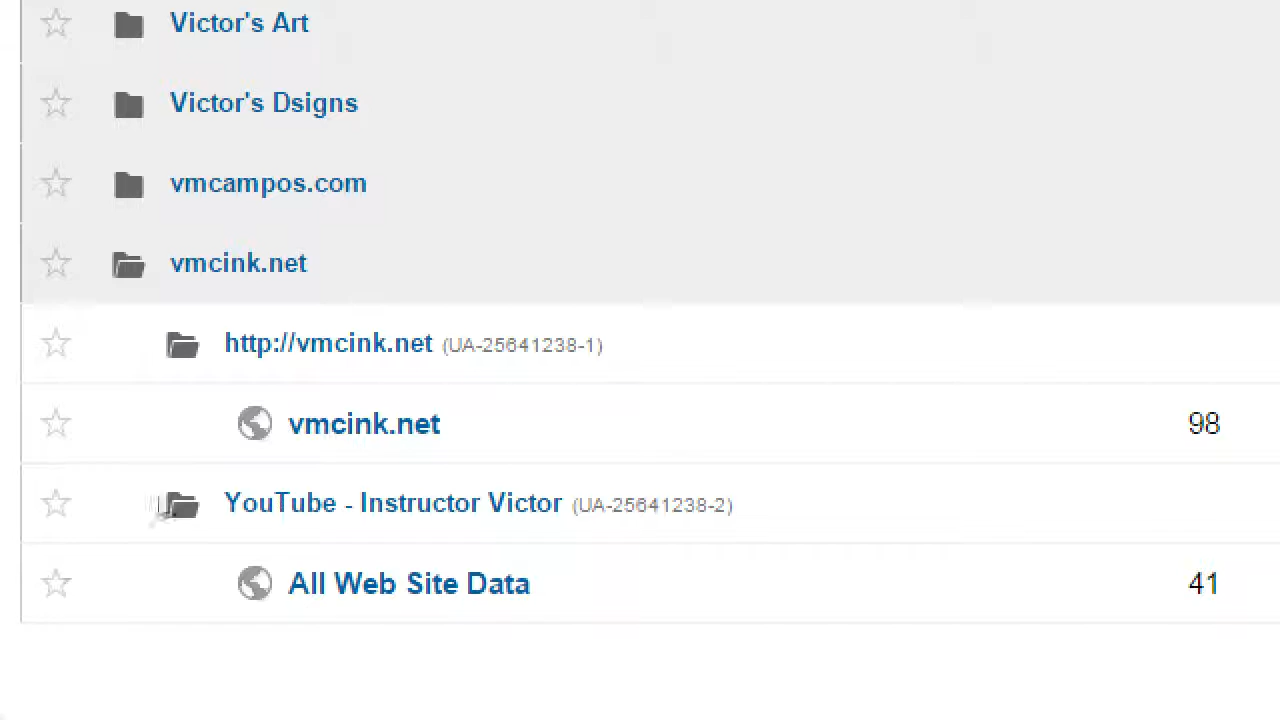 Victor's Art
Victor's Dsigns
vmcampos.com
vmcink.net
http://vmcink.net (UA-25641238-1)
vmcink.net 98
YouTube - Instructor Victor (UA-25641238-2)
All Web Site Data 41